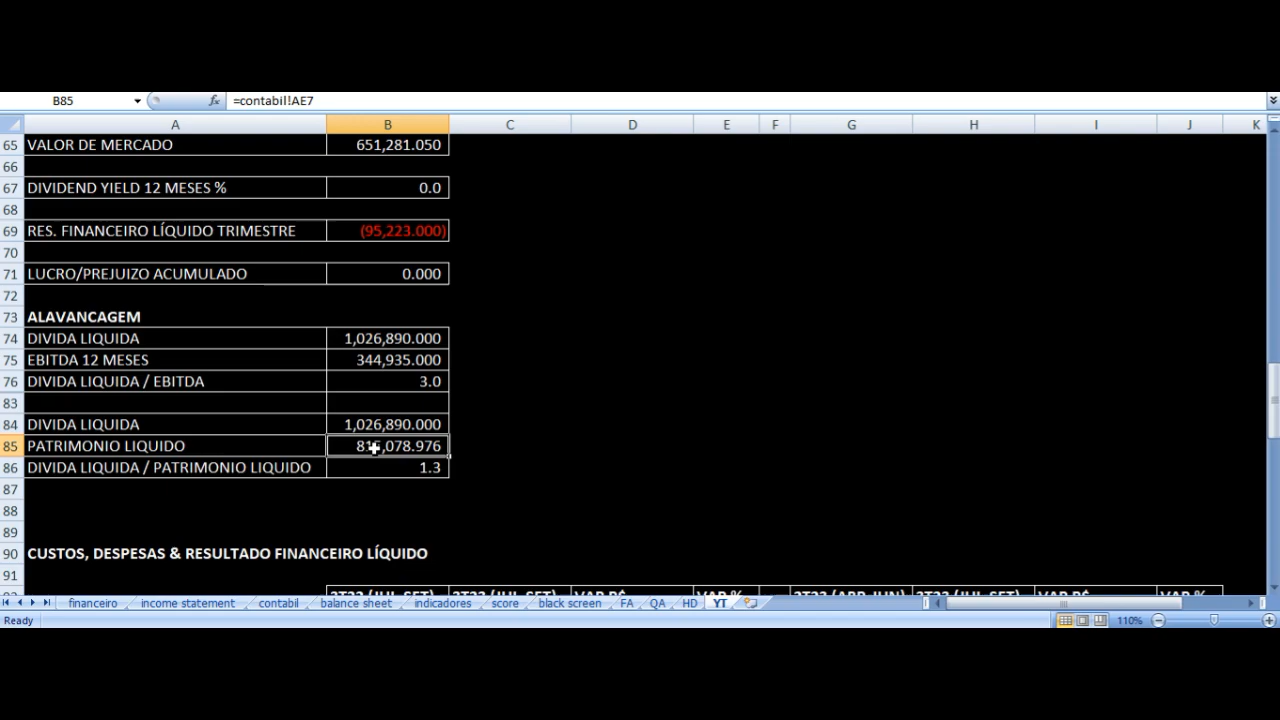 B85 fx =contabil!AE7
A B C D E F G H I J K
65 VALOR DE MERCADO 651,281.050
66
67 DIVIDEND YIELD 12 MESES % 0.0
68
69 RES. FINANCEIRO LÍQUIDO TRIMESTRE (95,223.000)
70
71 LUCRO/PREJUIZO ACUMULADO 0.000
72
73 ALAVANCAGEM
74 DIVIDA LIQUIDA 1,026,890.000
75 EBITDA 12 MESES 344,935.000
76 DIVIDA LIQUIDA / EBITDA 3.0
83
84 DIVIDA LIQUIDA 1,026,890.000
85 PATRIMONIO LIQUIDO
86 DIVIDA LIQUIDA / PATRIMONIO LIQUIDO 1.3
87
88
89
90 CUSTOS, DESPESAS & RESULTADO FINANCEIRO LÍQUIDO
91
financeiro income statement contabil balance sheet indicadores score black screen FA QA HD YT
Ready 110%